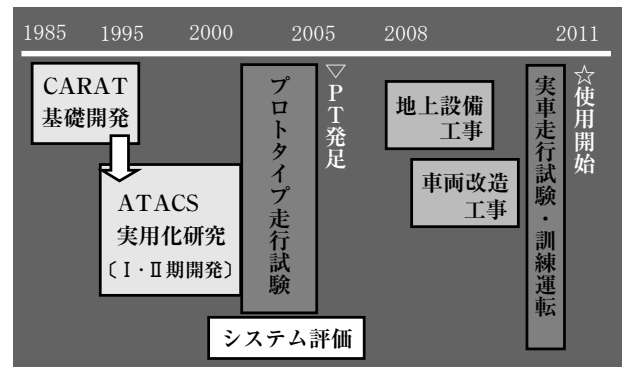 1985 1995 2000 2005 2008 2011
CARAT
基礎開発
ATACS
実用化研究
〔Ⅰ・Ⅱ期開発〕
プロトタイプ走行試験
システム評価
▽PT発足
地上設備
工事
車両改造
工事
実車走行試験・訓練運転
☆使用開始